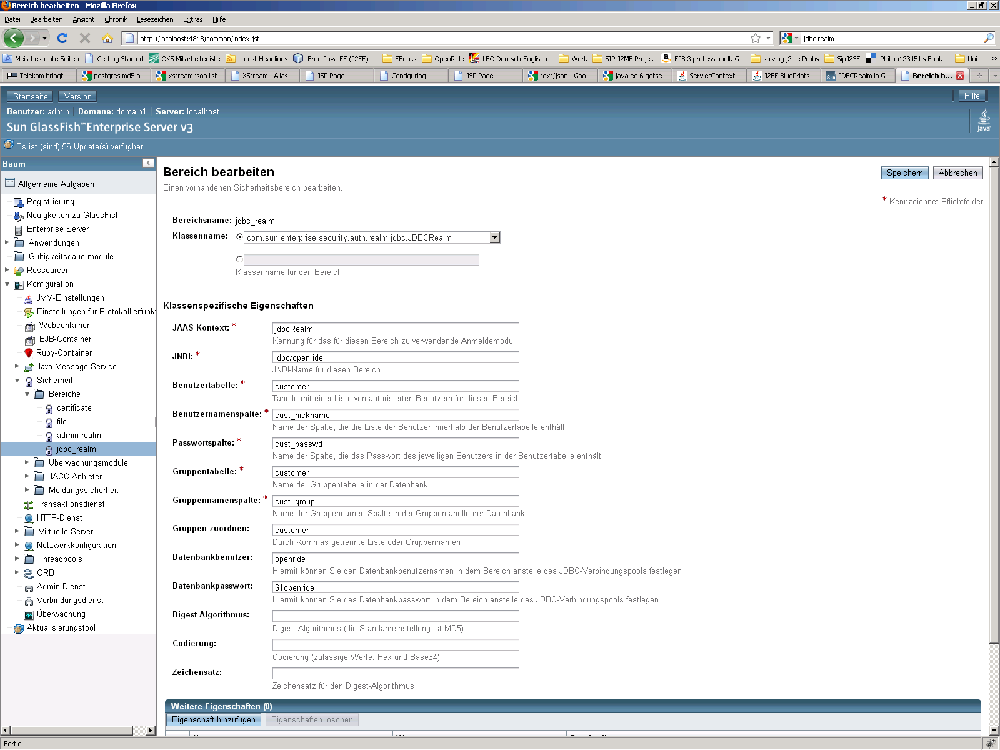 Bereich bearbeiten - Mozilla Firefox
Datei Bearbeiten Ansicht Chronik Lesezeichen Extras Hilfe
http://localhost:4848/common/index.jsf
jdbc realm
Meistbesuchte Seiten Getting Started OKS Mitarbeiterliste Latest Headlines Free Java EE (J2EE) ... EBooks OpenRide LEO Deutsch-Englisch... Work SIP J2ME Projekt EJB 3 professionell. G... solving j2me Probs SipJ2SE Philipp123451's Book... Uni »
Telekom bringt ... postgres md5 p... xstream json list... XStream - Alias ... JSP Page Configuring JSP Page text/json - Goo... java ee 6 getse... ServletContext ... J2EE BluePrints: - JDBCRealm in Gl... Bereich b...
Startseite Version Hilfe
Benutzer: admin Domäne: domain1 Server: localhost
Sun GlassFish™ Enterprise Server v3
Java
Es ist (sind) 56 Update(s) verfügbar.
Baum
Allgemeine Aufgaben
Registrierung
Neuigkeiten zu GlassFish
Enterprise Server
Anwendungen
Gültigkeitsdauermodule
Ressourcen
Konfiguration
JVM-Einstellungen
Einstellungen für Protokollierfunkt
Webcontainer
EJB-Container
Ruby-Container
Java Message Service
Sicherheit
Bereiche
certificate
file
admin-realm
jdbc_realm
Überwachungsmodule
JACC-Anbieter
Meldungssicherheit
Transaktionsdienst
HTTP-Dienst
Virtuelle Server
Netzwerkkonfiguration
Threadpools
ORB
Admin-Dienst
Verbindungsdienst
Überwachung
Aktualisierungstool
Bereich bearbeiten
Speichern Abbrechen
Einen vorhandenen Sicherheitsbereich bearbeiten.
* Kennzeichnet Pflichtfelder
Bereichsname: jdbc_realm
Klassenname: com.sun.enterprise.security.auth.realm.jdbc.JDBCRealm
Klassenname für den Bereich
Klassenspezifische Eigenschaften
JAAS-Kontext: * jdbcRealm
Kennung für das für diesen Bereich zu verwendende Anmeldemodul
JNDI: * jdbc/openride
JNDI-Name für diesen Bereich
Benutzertabelle: * customer
Tabelle mit einer Liste von autorisierten Benutzern für diesen Bereich
Benutzernamenspalte: * cust_nickname
Name der Spalte, die die Liste der Benutzer innerhalb der Benutzertabelle enthält
Passwortspalte: * cust_passwd
Name der Spalte, die das Passwort des jeweiligen Benutzers in der Benutzertabelle enthält
Gruppentabelle: * customer
Name der Gruppentabelle in der Datenbank
Gruppennamenspalte: * cust_group
Name der Gruppennamen-Spalte in der Gruppentabelle der Datenbank
Gruppen zuordnen: customer
Durch Kommas getrennte Liste oder Gruppennamen
Datenbankbenutzer: openride
Hiermit können Sie den Datenbankbenutzernamen in dem Bereich anstelle des JDBC-Verbindungspools festlegen
Datenbankpasswort: $1openride
Hiermit können Sie das Datenbankpasswort in dem Bereich anstelle des JDBC-Verbindungspools festlegen
Digest-Algorithmus:
Digest-Algorithmus (die Standardeinstellung ist MD5)
Codierung:
Codierung (zulässige Werte: Hex und Base64)
Zeichensatz:
Zeichensatz für den Digest-Algorithmus
Weitere Eigenschaften (0)
Eigenschaft hinzufügen Eigenschaften löschen
Fertig